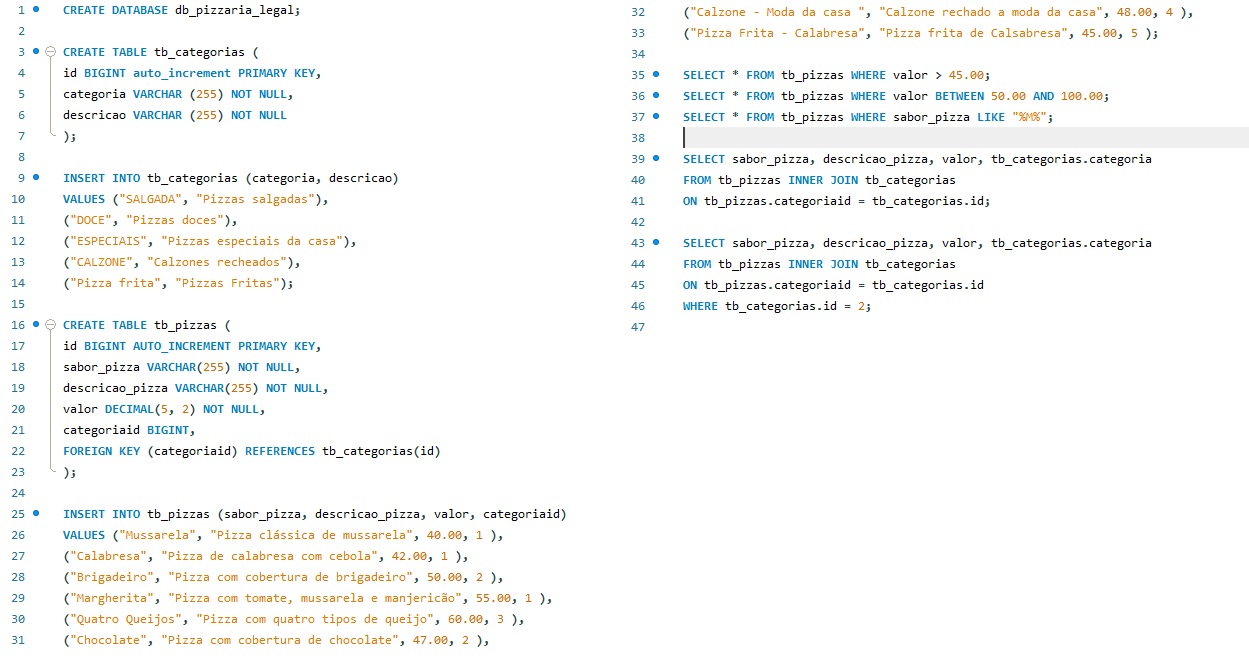 1 CREATE DATABASE db_pizzaria_legal;
2
3 CREATE TABLE tb_categorias (
4 id BIGINT auto_increment PRIMARY KEY,
5 categoria VARCHAR (255) NOT NULL,
6 descricao VARCHAR (255) NOT NULL
7 );
8
9 INSERT INTO tb_categorias (categoria, descricao)
10 VALUES ("SALGADA", "Pizzas salgadas"),
11 ("DOCE", "Pizzas doces"),
12 ("ESPECIAIS", "Pizzas especiais da casa"),
13 ("CALZONE", "Calzones recheados"),
14 ("Pizza frita", "Pizzas Fritas");
15
16 CREATE TABLE tb_pizzas (
17 id BIGINT AUTO_INCREMENT PRIMARY KEY,
18 sabor_pizza VARCHAR(255) NOT NULL,
19 descricao_pizza VARCHAR(255) NOT NULL,
20 valor DECIMAL(5, 2) NOT NULL,
21 categoriaid BIGINT,
22 FOREIGN KEY (categoriaid) REFERENCES tb_categorias(id)
23 );
24
25 INSERT INTO tb_pizzas (sabor_pizza, descricao_pizza, valor, categoriaid)
26 VALUES ("Mussarela", "Pizza clássica de mussarela", 40.00, 1 ),
27 ("Calabresa", "Pizza de calabresa com cebola", 42.00, 1 ),
28 ("Brigadeiro", "Pizza com cobertura de brigadeiro", 50.00, 2 ),
29 ("Margherita", "Pizza com tomate, mussarela e manjericão", 55.00, 1 ),
30 ("Quatro Queijos", "Pizza com quatro tipos de queijo", 60.00, 3 ),
31 ("Chocolate", "Pizza com cobertura de chocolate", 47.00, 2 ),
32 ("Calzone - Moda da casa ", "Calzone rechado a moda da casa", 48.00, 4 ),
33 ("Pizza Frita - Calabresa", "Pizza frita de Calsabresa", 45.00, 5 );
34
35 SELECT * FROM tb_pizzas WHERE valor > 45.00;
36 SELECT * FROM tb_pizzas WHERE valor BETWEEN 50.00 AND 100.00;
37 SELECT * FROM tb_pizzas WHERE sabor_pizza LIKE "%M%";
38
39 SELECT sabor_pizza, descricao_pizza, valor, tb_categorias.categoria
40 FROM tb_pizzas INNER JOIN tb_categorias
41 ON tb_pizzas.categoriaid = tb_categorias.id;
42
43 SELECT sabor_pizza, descricao_pizza, valor, tb_categorias.categoria
44 FROM tb_pizzas INNER JOIN tb_categorias
45 ON tb_pizzas.categoriaid = tb_categorias.id
46 WHERE tb_categorias.id = 2;
47